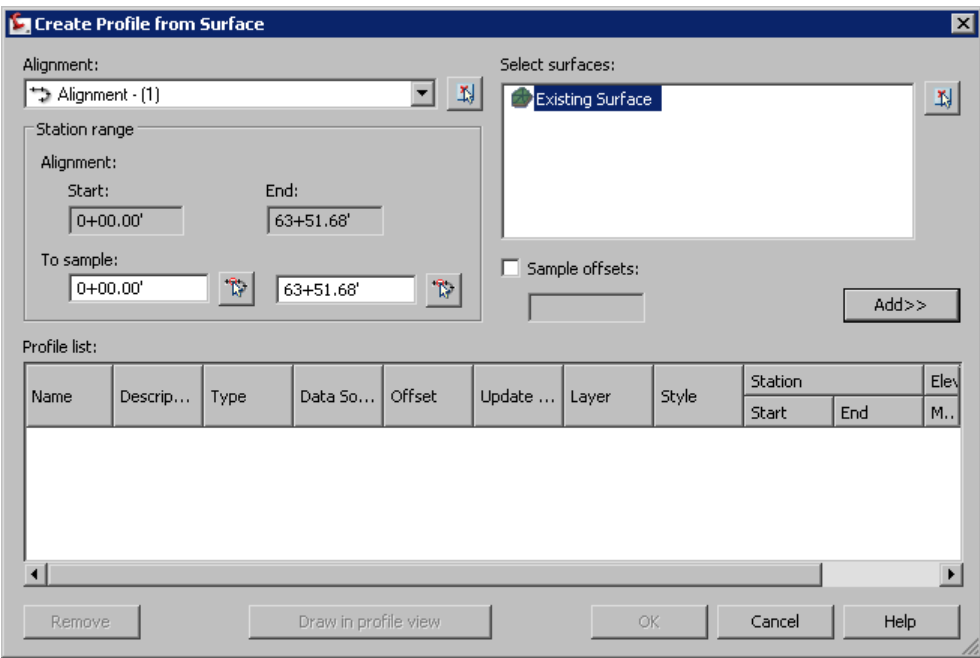 Create Profile from Surface
Alignment:
Alignment - (1)
Select surfaces:
Existing Surface
Station range
Alignment:
Start:
End:
0+00.00'
63+51.68'
To sample:
0+00.00'
63+51.68'
Sample offsets:
Add>>
Profile list:
Name
Descrip...
Type
Data So...
Offset
Update ...
Layer
Style
Station
Start
End
Elev
M..
Remove
Draw in profile view
OK
Cancel
Help